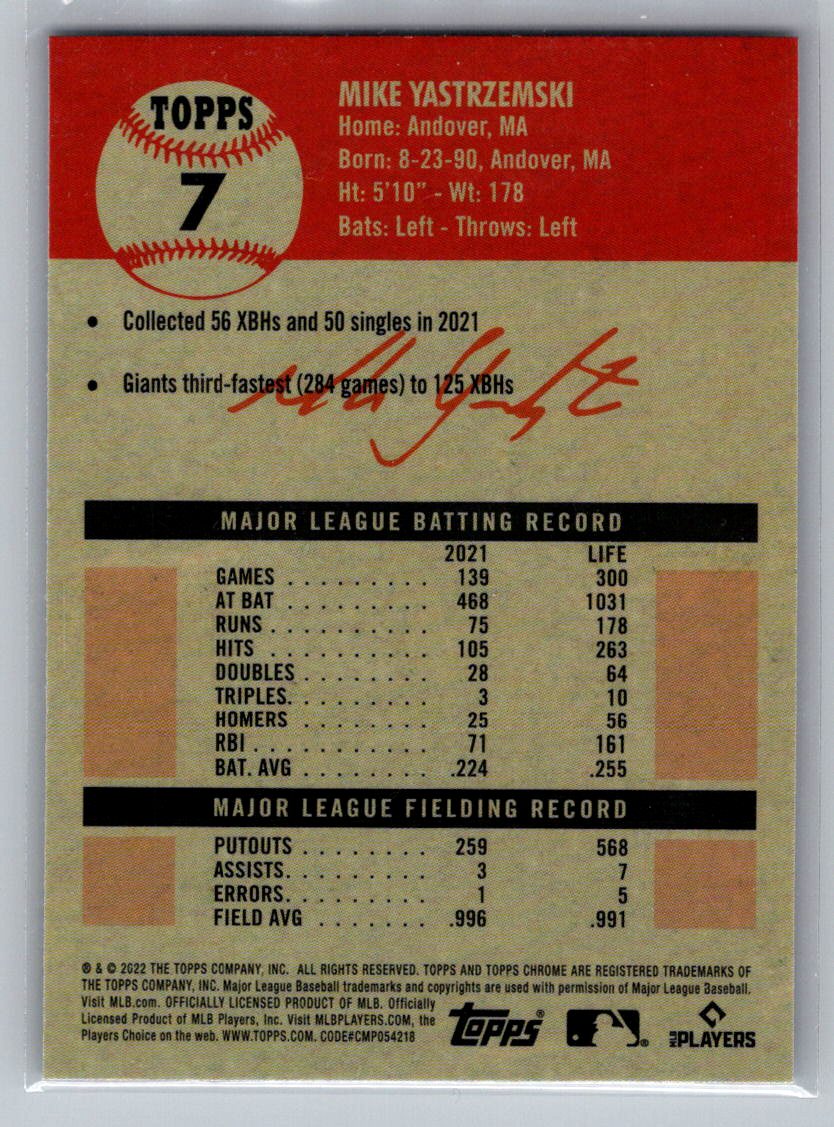 TOPPS
7
MIKE YASTRZEMSKI
Home: Andover, MA
Born: 8-23-90, Andover, MA
Ht: 5'10" - Wt: 178
Bats: Left - Throws: Left
• Collected 56 XBHs and 50 singles in 2021
• Giants third-fastest (284 games) to 125 XBHs
MAJOR LEAGUE BATTING RECORD
2021 LIFE
GAMES . . . . . . . . . 139 300
AT BAT . . . . . . . . . 468 1031
RUNS . . . . . . . . . . 75 178
HITS . . . . . . . . . . 105 263
DOUBLES . . . . . . . . 28 64
TRIPLES. . . . . . . . . 3 10
HOMERS . . . . . . . . . 25 56
RBI . . . . . . . . . . . 71 161
BAT. AVG . . . . . . . . .224 .255
MAJOR LEAGUE FIELDING RECORD
PUTOUTS . . . . . . . . 259 568
ASSISTS. . . . . . . . . 3 7
ERRORS. . . . . . . . . 1 5
FIELD AVG . . . . . . . .996 .991
® & © 2022 THE TOPPS COMPANY, INC. ALL RIGHTS RESERVED. TOPPS AND TOPPS CHROME ARE REGISTERED TRADEMARKS OF
THE TOPPS COMPANY, INC. Major League Baseball trademarks and copyrights are used with permission of Major League Baseball.
Visit MLB.com. OFFICIALLY LICENSED PRODUCT OF MLB. Officially
Licensed Product of MLB Players, Inc. Visit MLBPLAYERS.COM, the
Players Choice on the web. WWW.TOPPS.COM. CODE#CMP054218
topps®
MLB PLAYERS